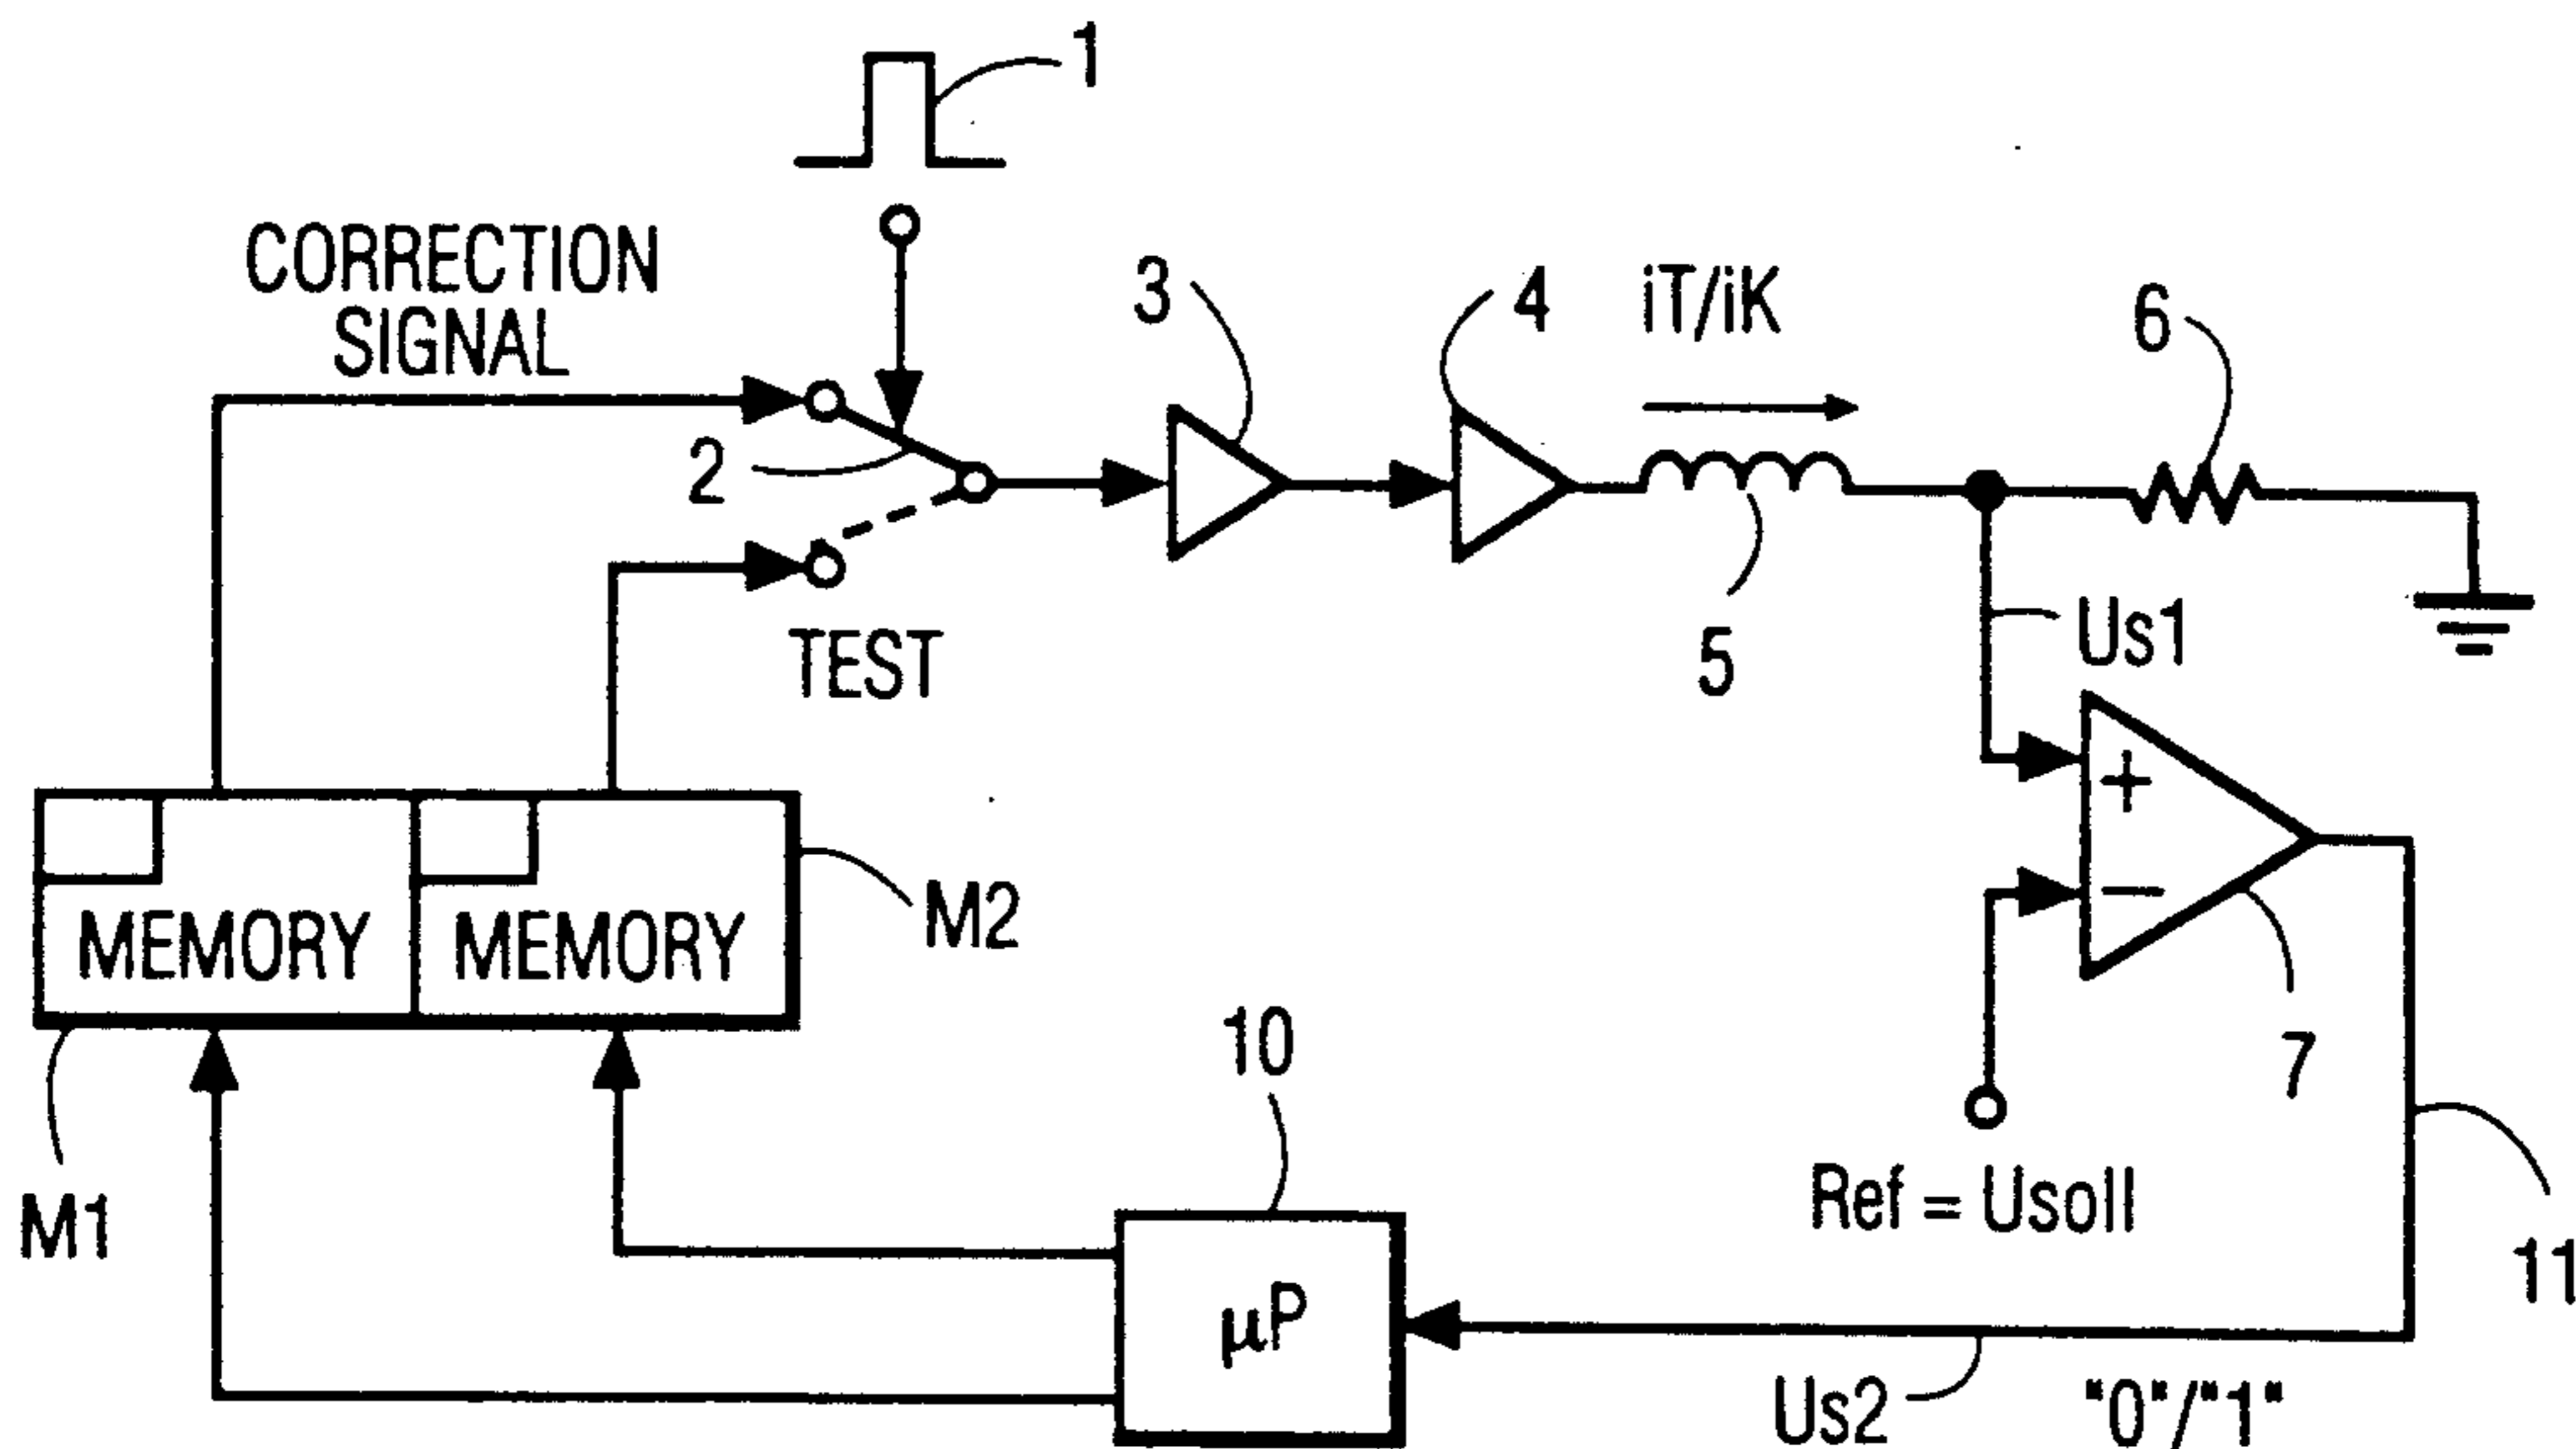 1
CORRECTION
SIGNAL
3
4
iT/iK
6
2
5
Us1
TEST
+
−
MEMORY
MEMORY
M2
7
M1
10
Ref = Usoll
11
µP
Us2
"0"/"1"